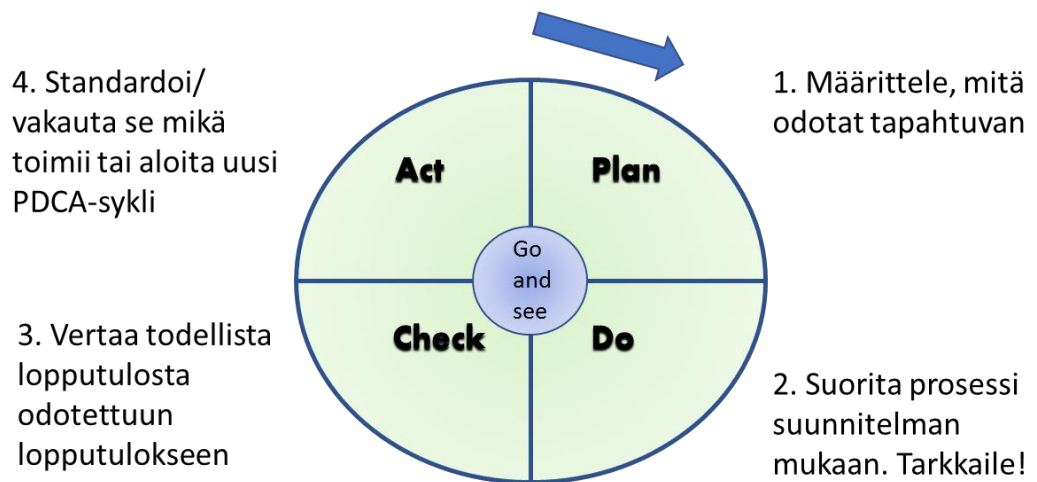 4. Standardoi/
vakauta se mikä
toimii tai aloita uusi
PDCA-sykli
1. Määrittele, mitä
odotat tapahtuvan
Act
Plan
Go
and
see
Check
Do
3. Vertaa todellista
lopputulosta
odotettuun
lopputulokseen
2. Suorita prosessi
suunnitelman
mukaan. Tarkkaile!